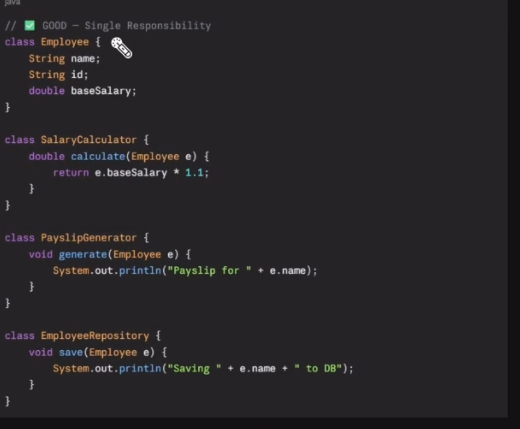 java
// ✅ GOOD — Single Responsibility
class Employee {
    String name;
    String id;
    double baseSalary;
}
class SalaryCalculator {
    double calculate(Employee e) {
        return e.baseSalary * 1.1;
    }
}
class PayslipGenerator {
    void generate(Employee e) {
        System.out.println("Payslip for " + e.name);
    }
}
class EmployeeRepository {
    void save(Employee e) {
        System.out.println("Saving " + e.name + " to DB");
    }
}